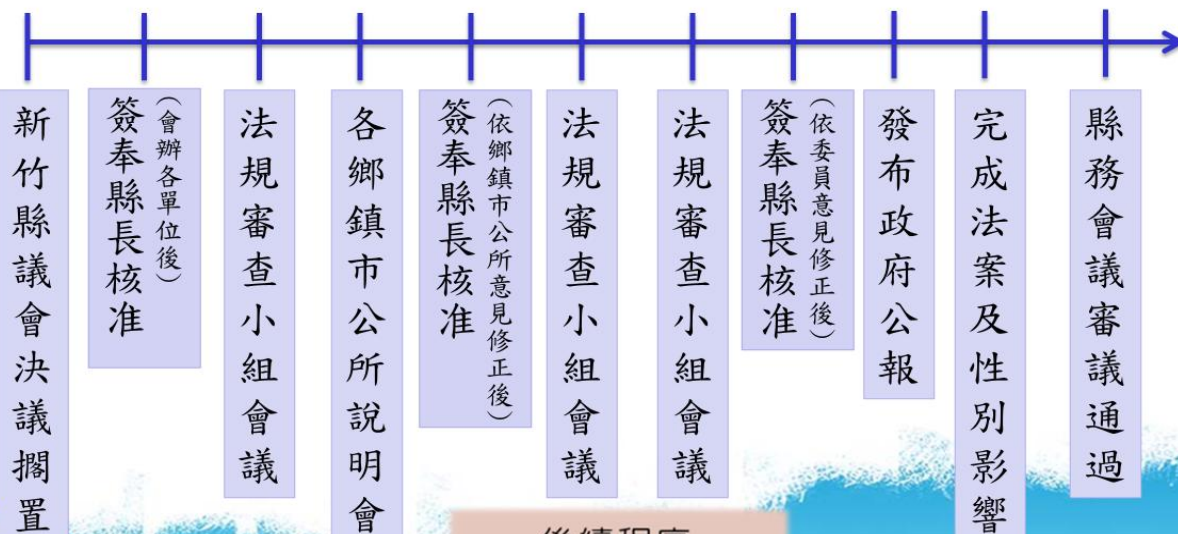 新竹縣議會決議擱置
簽奉縣長核准
（會辦各單位後）
法規審查小組會議
各鄉鎮市公所說明會
簽奉縣長核准
（依鄉鎮市公所意見修正後）
法規審查小組會議
法規審查小組會議
簽奉縣長核准
（依委員意見修正後）
發布政府公報
完成法案及性別影響
縣務會議審議通過
後續程序